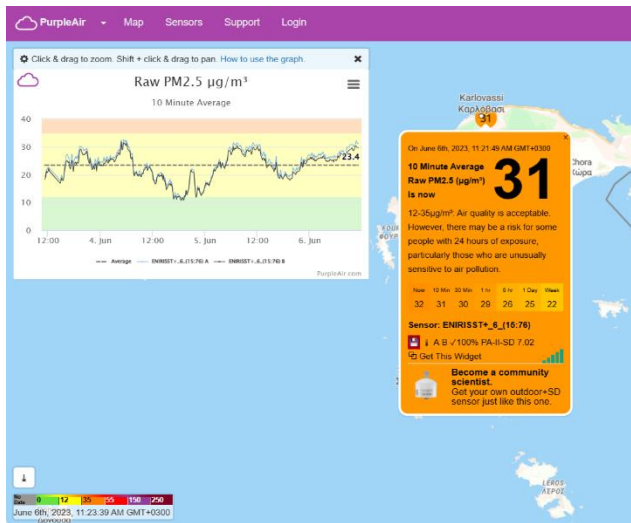 PurpleAir Map Sensors Support Login
Click & drag to zoom. Shift + click & drag to pan. How to use the graph.
Raw PM2.5 µg/m³
10 Minute Average
40
30
20
10
0
23.4
12:00 4. Jun 12:00 5. Jun 12:00 6. Jun
Average ENIRISST+_6_(15:76) A ENIRISST+_6_(15:76) B
PurpleAir.com
Karlovassi
Καρλόβασι
31
Chora
Χώρα
On June 6th, 2023, 11:21:49 AM GMT+0300
10 Minute Average
Raw PM2.5 (µg/m³)
is now
31
12-35µg/m³: Air quality is acceptable.
However, there may be a risk for some
people with 24 hours of exposure,
particularly those who are unusually
sensitive to air pollution.
Now 10 Min 30 Min 1 hr 6 hr 1 Day Week
32 31 30 29 26 25 22
Sensor: ENIRISST+_6_(15:76)
A B √100% PA-II-SD 7.02
Get This Widget
Become a community
scientist.
Get your own outdoor+SD
sensor just like this one.
LEROS
ΛΕΡΟΣ
No
Data 0 12 35 55 150 250
June 6th, 2023, 11:23:39 AM GMT+0300